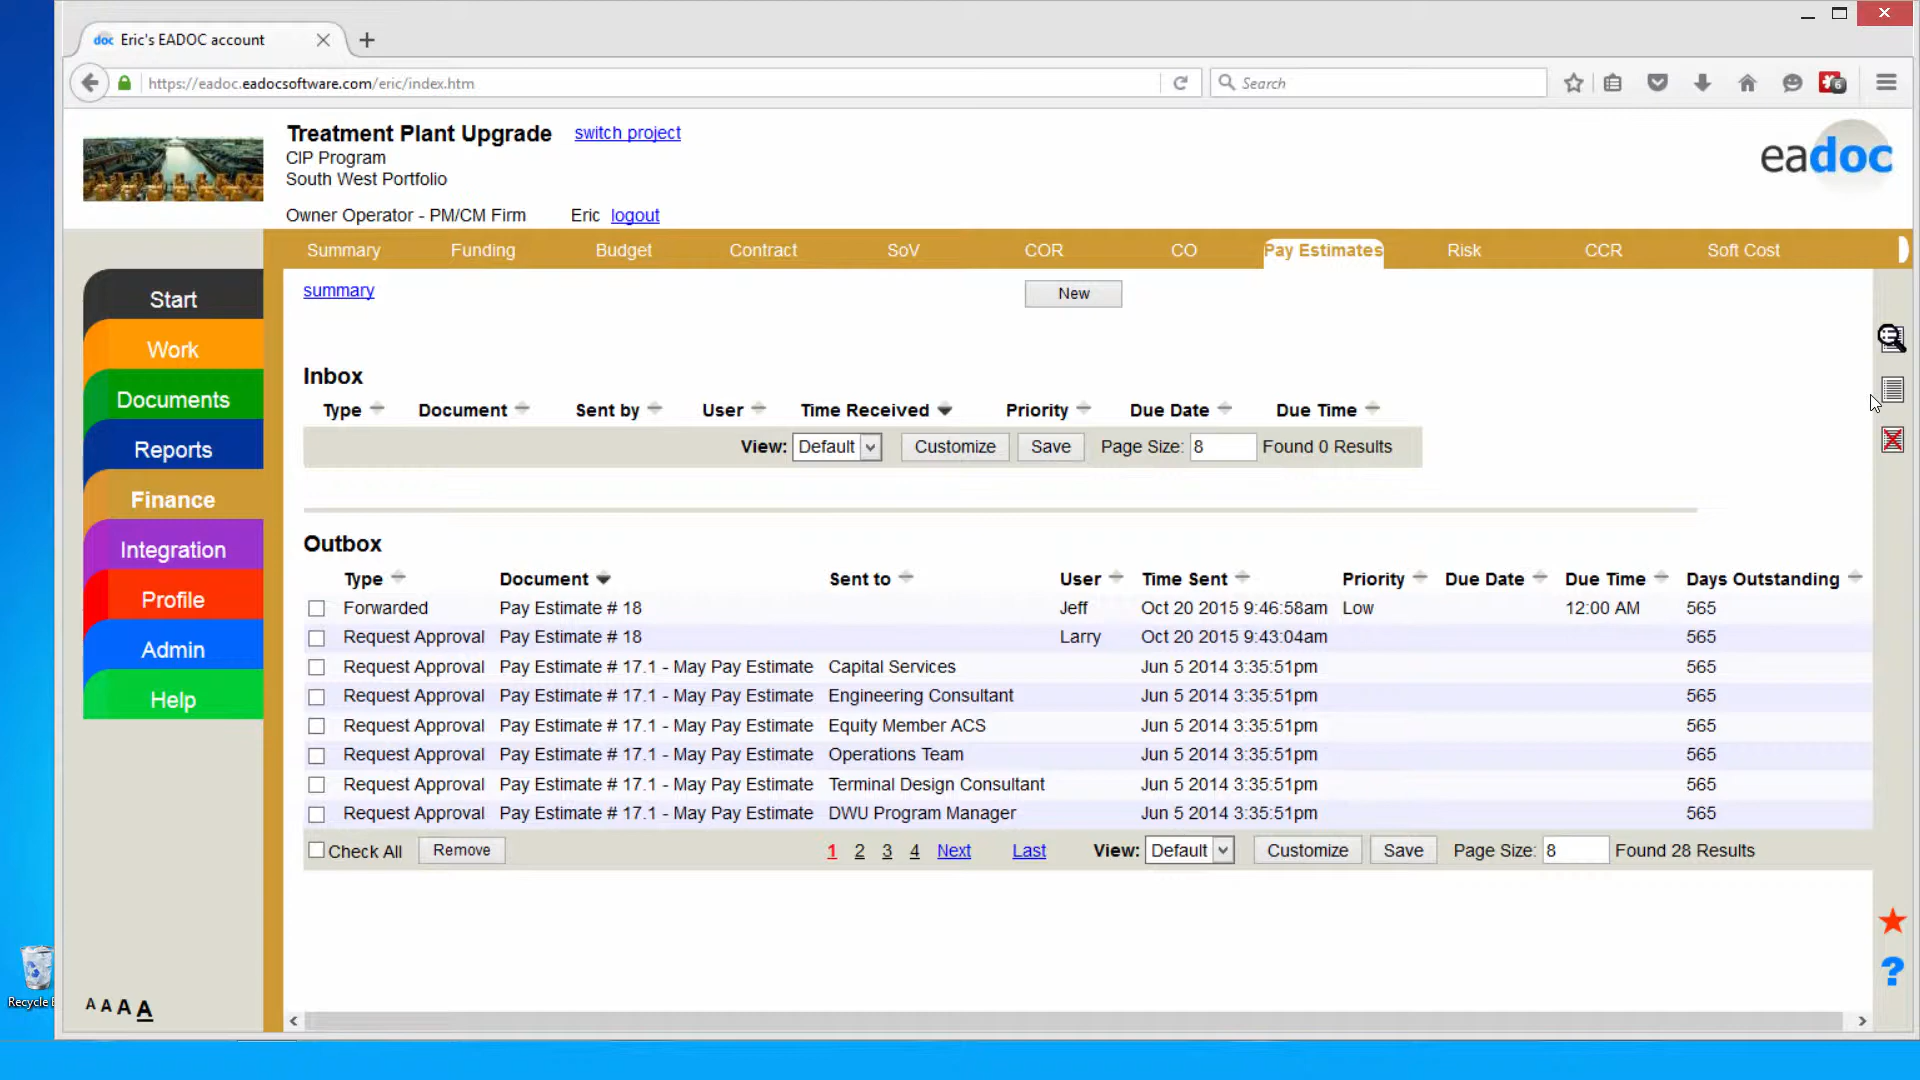 doc Eric's EADOC account
https://eadoc.eadocsoftware.com/eric/index.htm
Search
6
Treatment Plant Upgrade switch project
CIP Program
South West Portfolio
Owner Operator - PM/CM Firm Eric logout
eadoc
Summary Funding Budget Contract SoV COR CO Pay Estimates Risk CCR Soft Cost
Start
Work
Documents
Reports
Finance
Integration
Profile
Admin
Help
summary New
Inbox
Type Document Sent by User Time Received Priority Due Date Due Time
View: Default Customize Save Page Size: 8 Found 0 Results
Outbox
Type Document Sent to User Time Sent Priority Due Date Due Time Days Outstanding
Forwarded Pay Estimate # 18 Jeff Oct 20 2015 9:46:58am Low 12:00 AM 565
Request Approval Pay Estimate # 18 Larry Oct 20 2015 9:43:04am 565
Request Approval Pay Estimate # 17.1 - May Pay Estimate Capital Services Jun 5 2014 3:35:51pm 565
Request Approval Pay Estimate # 17.1 - May Pay Estimate Engineering Consultant Jun 5 2014 3:35:51pm 565
Request Approval Pay Estimate # 17.1 - May Pay Estimate Equity Member ACS Jun 5 2014 3:35:51pm 565
Request Approval Pay Estimate # 17.1 - May Pay Estimate Operations Team Jun 5 2014 3:35:51pm 565
Request Approval Pay Estimate # 17.1 - May Pay Estimate Terminal Design Consultant Jun 5 2014 3:35:51pm 565
Request Approval Pay Estimate # 17.1 - May Pay Estimate DWU Program Manager Jun 5 2014 3:35:51pm 565
Check All Remove 1 2 3 4 Next Last View: Default Customize Save Page Size: 8 Found 28 Results
?
A A A A
Recycle